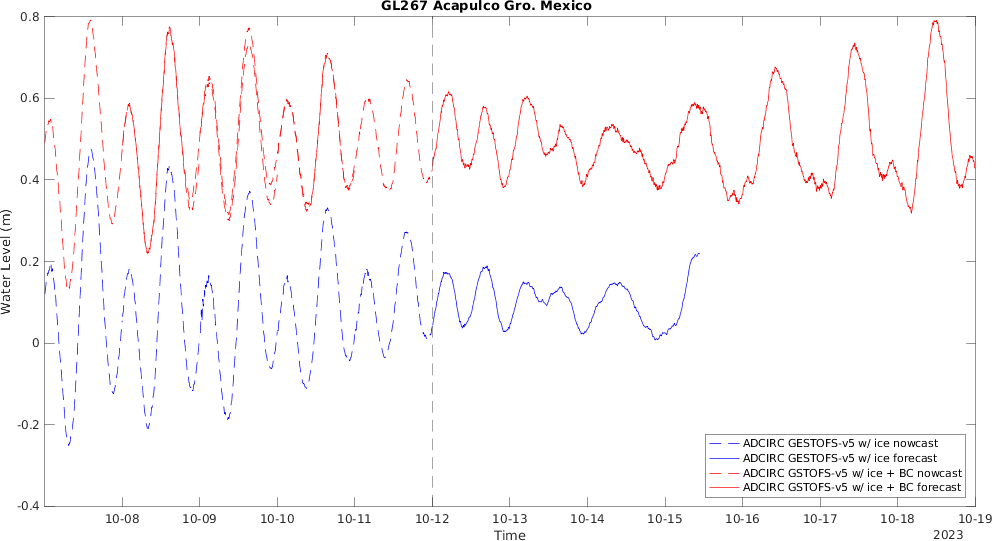 GL267 Acapulco Gro. Mexico
0.8
0.6
0.4
0.2
0
-0.2
-0.4
Water Level (m)
ADCIRC GESTOFS-v5 w/ ice nowcast
ADCIRC GESTOFS-v5 w/ ice forecast
ADCIRC GSTOFS-v5 w/ ice + BC nowcast
ADCIRC GSTOFS-v5 w/ ice + BC forecast
10-08 10-09 10-10 10-11 10-12 10-13 10-14 10-15 10-16 10-17 10-18 10-19
Time
2023